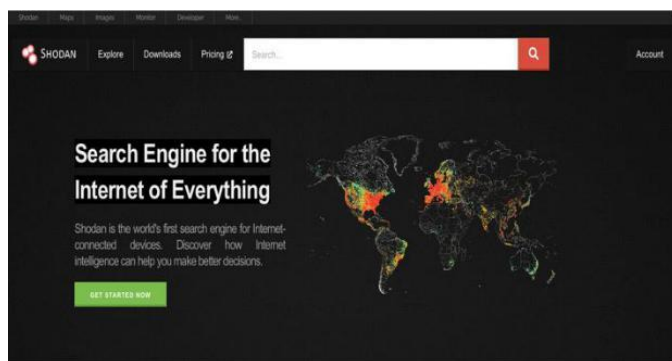 Shodan Maps Images Monitor Developer More...
SHODAN Explore Downloads Pricing Search... Account
Search Engine for the
Internet of Everything
Shodan is the world's first search engine for Internet-
connected devices. Discover how Internet
intelligence can help you make better decisions.
GET STARTED NOW